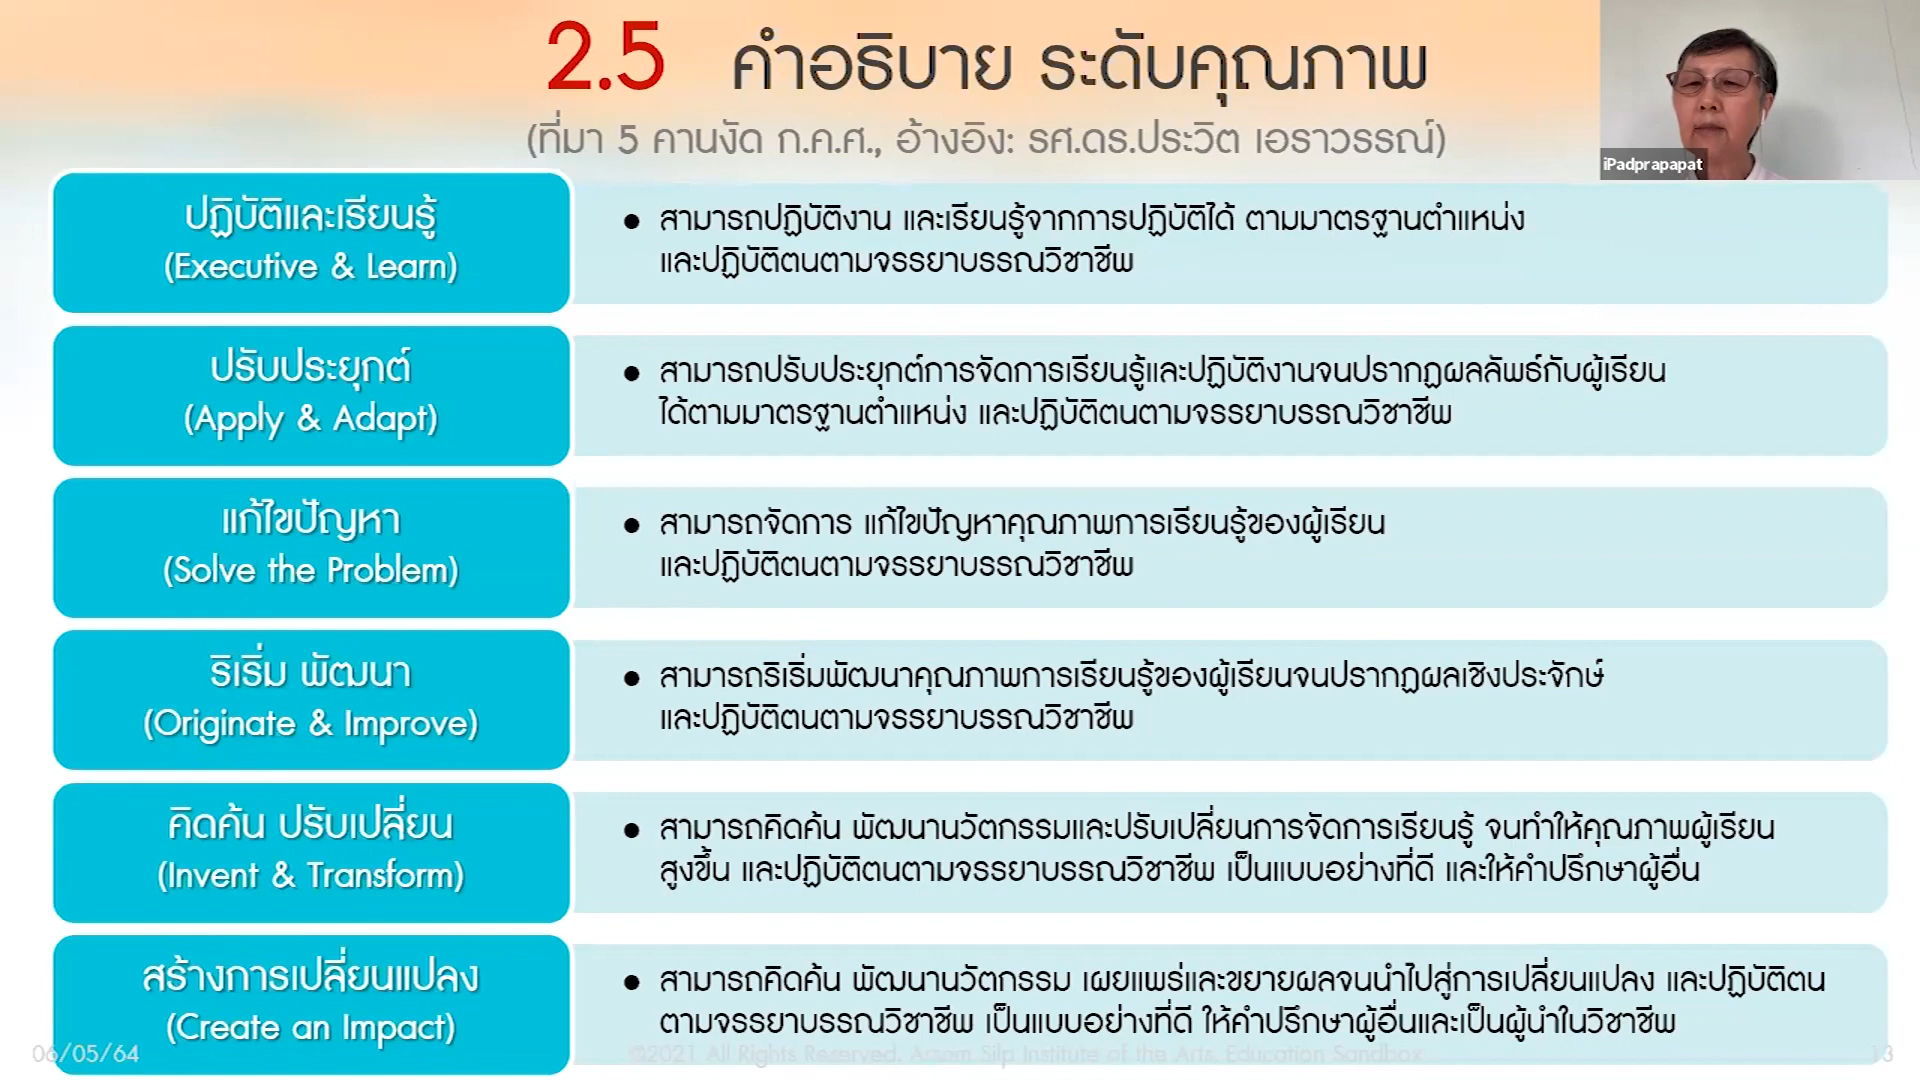 2.5 คำอธิบาย ระดับคุณภาพ
(ที่มา 5 คานงัด ก.ค.ศ., อ้างอิง: รศ.ดร.ประวิต เอราวรรณ์)
iPadprapapat
ปฏิบัติและเรียนรู้
(Executive & Learn)
● สามารถปฏิบัติงาน และเรียนรู้จากการปฏิบัติได้ ตามมาตรฐานตำแหน่ง
และปฏิบัติตนตามจรรยาบรรณวิชาชีพ
ปรับประยุกต์
(Apply & Adapt)
● สามารถปรับประยุกต์การจัดการเรียนรู้และปฏิบัติงานจนปรากฏผลลัพธ์กับผู้เรียน
ได้ตามมาตรฐานตำแหน่ง และปฏิบัติตนตามจรรยาบรรณวิชาชีพ
แก้ไขปัญหา
(Solve the Problem)
● สามารถจัดการ แก้ไขปัญหาคุณภาพการเรียนรู้ของผู้เรียน
และปฏิบัติตนตามจรรยาบรรณวิชาชีพ
ริเริ่ม พัฒนา
(Originate & Improve)
● สามารถริเริ่มพัฒนาคุณภาพการเรียนรู้ของผู้เรียนจนปรากฏผลเชิงประจักษ์
และปฏิบัติตนตามจรรยาบรรณวิชาชีพ
คิดค้น ปรับเปลี่ยน
(Invent & Transform)
● สามารถคิดค้น พัฒนานวัตกรรมและปรับเปลี่ยนการจัดการเรียนรู้ จนทำให้คุณภาพผู้เรียน
สูงขึ้น และปฏิบัติตนตามจรรยาบรรณวิชาชีพ เป็นแบบอย่างที่ดี และให้คำปรึกษาผู้อื่น
สร้างการเปลี่ยนแปลง
(Create an Impact)
● สามารถคิดค้น พัฒนานวัตกรรม เผยแพร่และขยายผลจนนำไปสู่การเปลี่ยนแปลง และปฏิบัติตน
ตามจรรยาบรรณวิชาชีพ เป็นแบบอย่างที่ดี ให้คำปรึกษาผู้อื่นและเป็นผู้นำในวิชาชีพ
06/05/64
©2021 All Rights Reserved. Arsom Silp Institute of the Arts. Education Sandbox
13